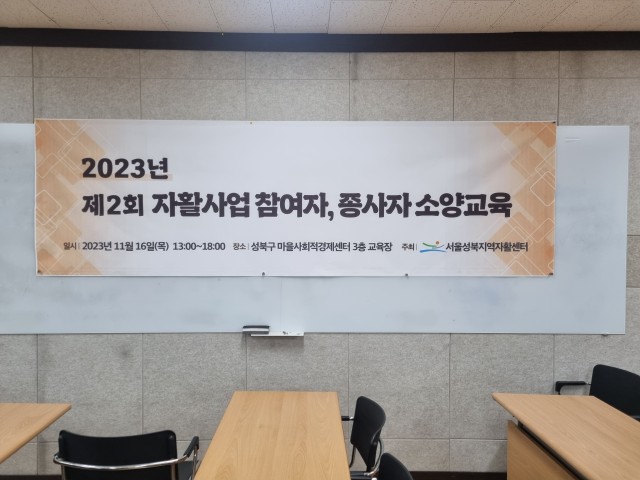 2023년
제2회 자활사업 참여자, 종사자 소양교육
일시 | 2023년 11월 16일(목) 13:00~18:00 장소 | 성북구 마을사회적경제센터 3층 교육장 주최 | 서울성북지역자활센터